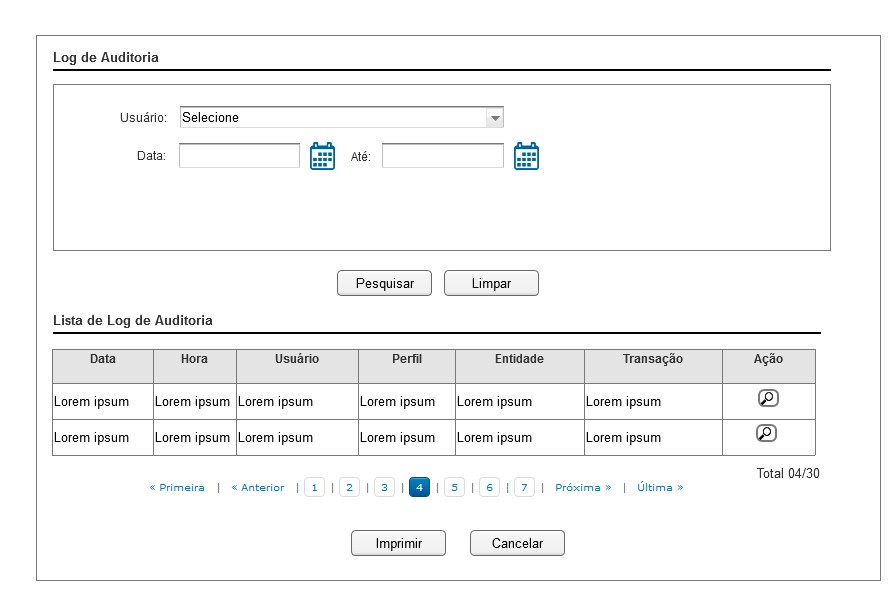 Log de Auditoria
Usuário: Selecione
Data: Até:
Pesquisar Limpar
Lista de Log de Auditoria
Data Hora Usuário Perfil Entidade Transação Ação
Lorem ipsum Lorem ipsum Lorem ipsum Lorem ipsum Lorem ipsum Lorem ipsum
Lorem ipsum Lorem ipsum Lorem ipsum Lorem ipsum Lorem ipsum Lorem ipsum
Total 04/30
« Primeira | « Anterior | 1 | 2 | 3 | 4 | 5 | 6 | 7 | Próxima » | Última »
Imprimir Cancelar